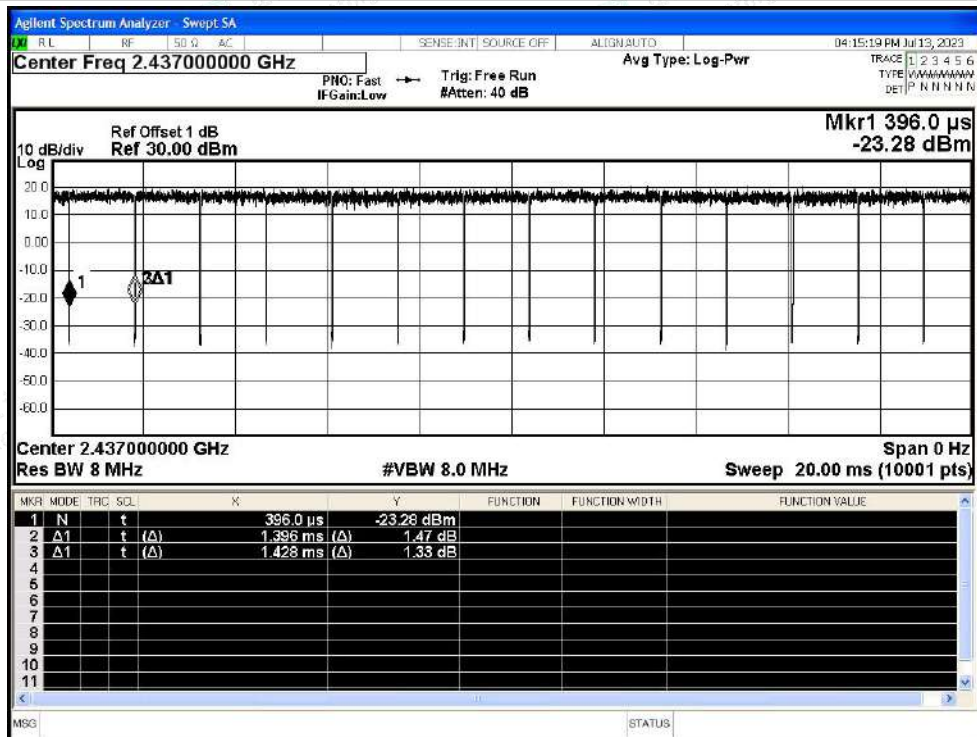 Agilent Spectrum Analyzer - Swept SA
LXI RL RF 50 Ω AC SENSE:INT SOURCE OFF ALIGNAUTO 04:15:19 PM Jul 13, 2023
Center Freq 2.437000000 GHz Avg Type: Log-Pwr TRACE 1 2 3 4 5 6
PNO: Fast Trig: Free Run TYPE
IFGain:Low #Atten: 40 dB DET P N N N N N
Ref Offset 1 dB Mkr1 396.0 µs
10 dB/div Ref 30.00 dBm -23.28 dBm
Log
20.0
10.0
0.00
-10.0
1 3Δ1
-20.0
-30.0
-40.0
-50.0
-60.0
Center 2.437000000 GHz Span 0 Hz
Res BW 8 MHz #VBW 8.0 MHz Sweep 20.00 ms (10001 pts)
MKR MODE TRC SCL X Y FUNCTION FUNCTION WIDTH FUNCTION VALUE
1 N t 396.0 µs -23.28 dBm
2 Δ1 t (Δ) 1.396 ms (Δ) 1.47 dB
3 Δ1 t (Δ) 1.428 ms (Δ) 1.33 dB
4
5
6
7
8
9
10
11
MSG STATUS